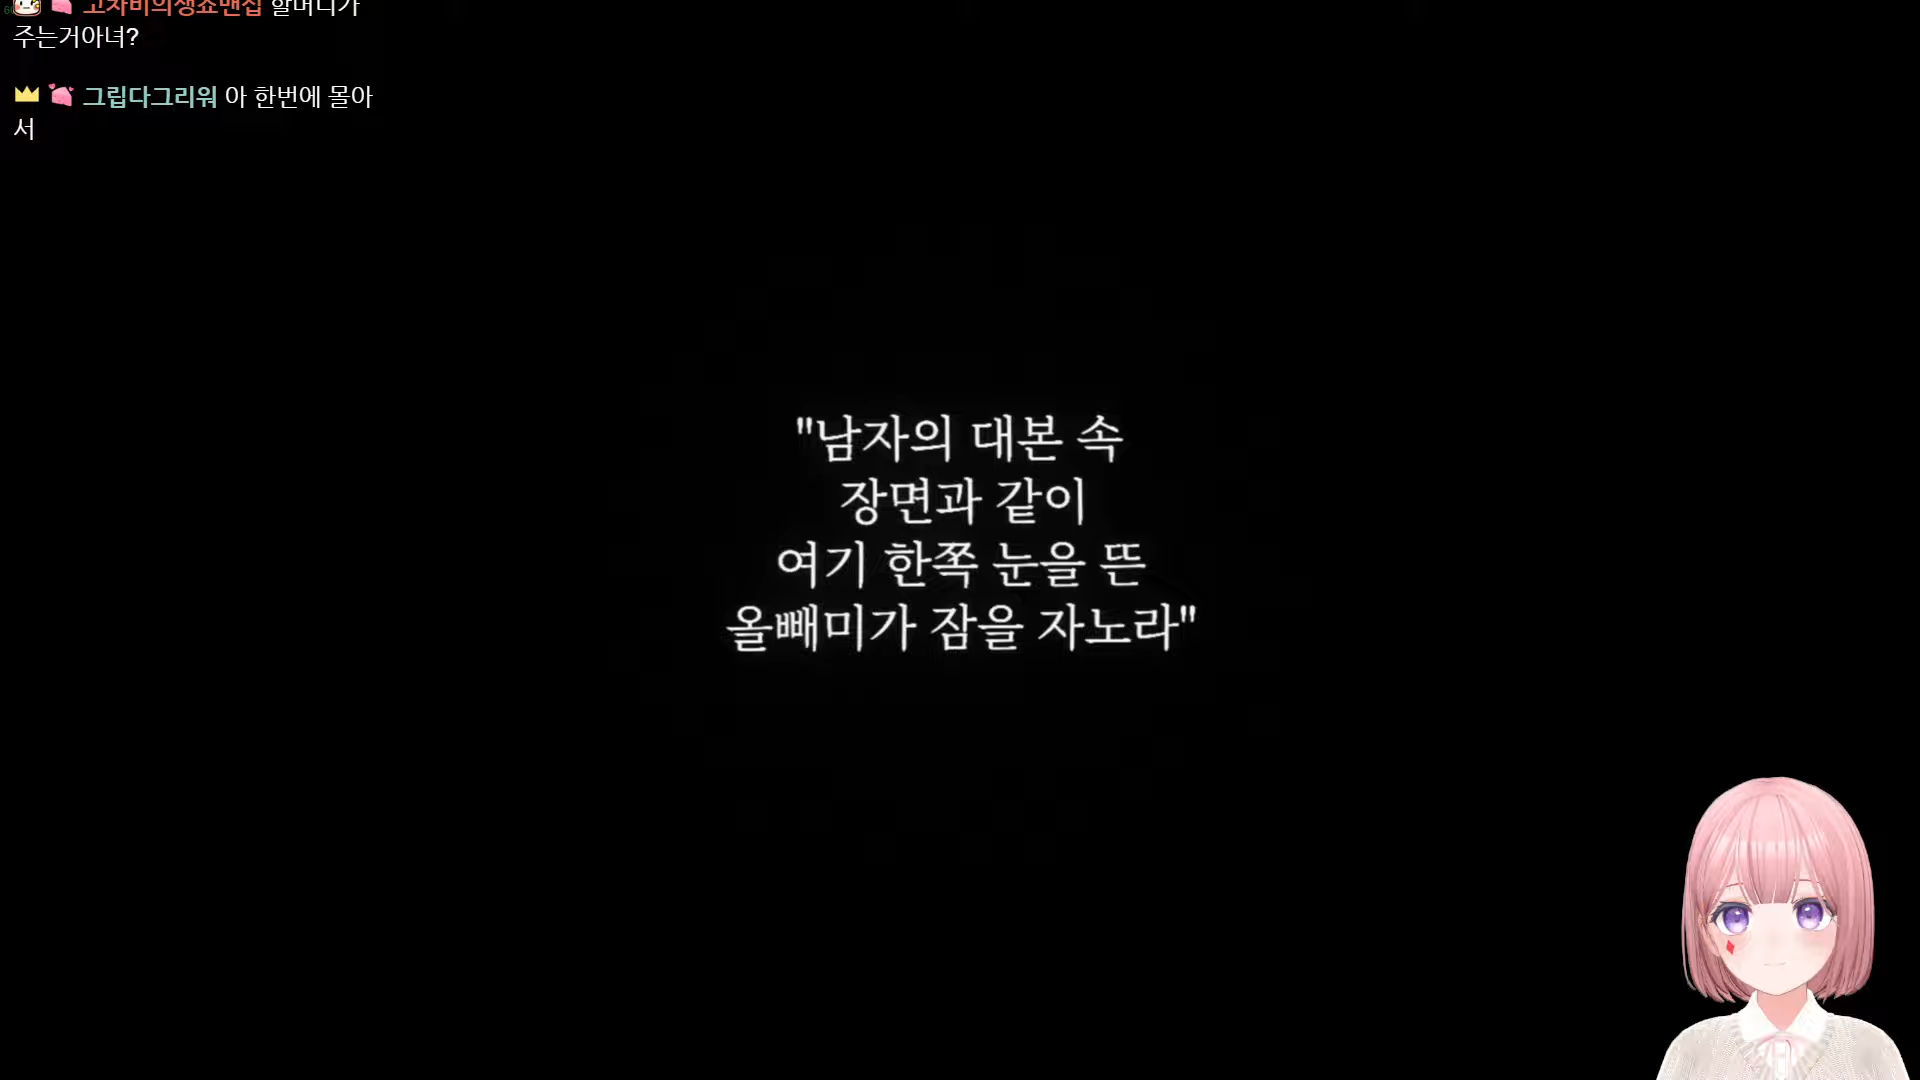 할머니가
주는거아녀?
그립다그리워 아 한번에 몰아
서
"남자의 대본 속
장면과 같이
여기 한쪽 눈을 뜬
올빼미가 잠을 자노라"